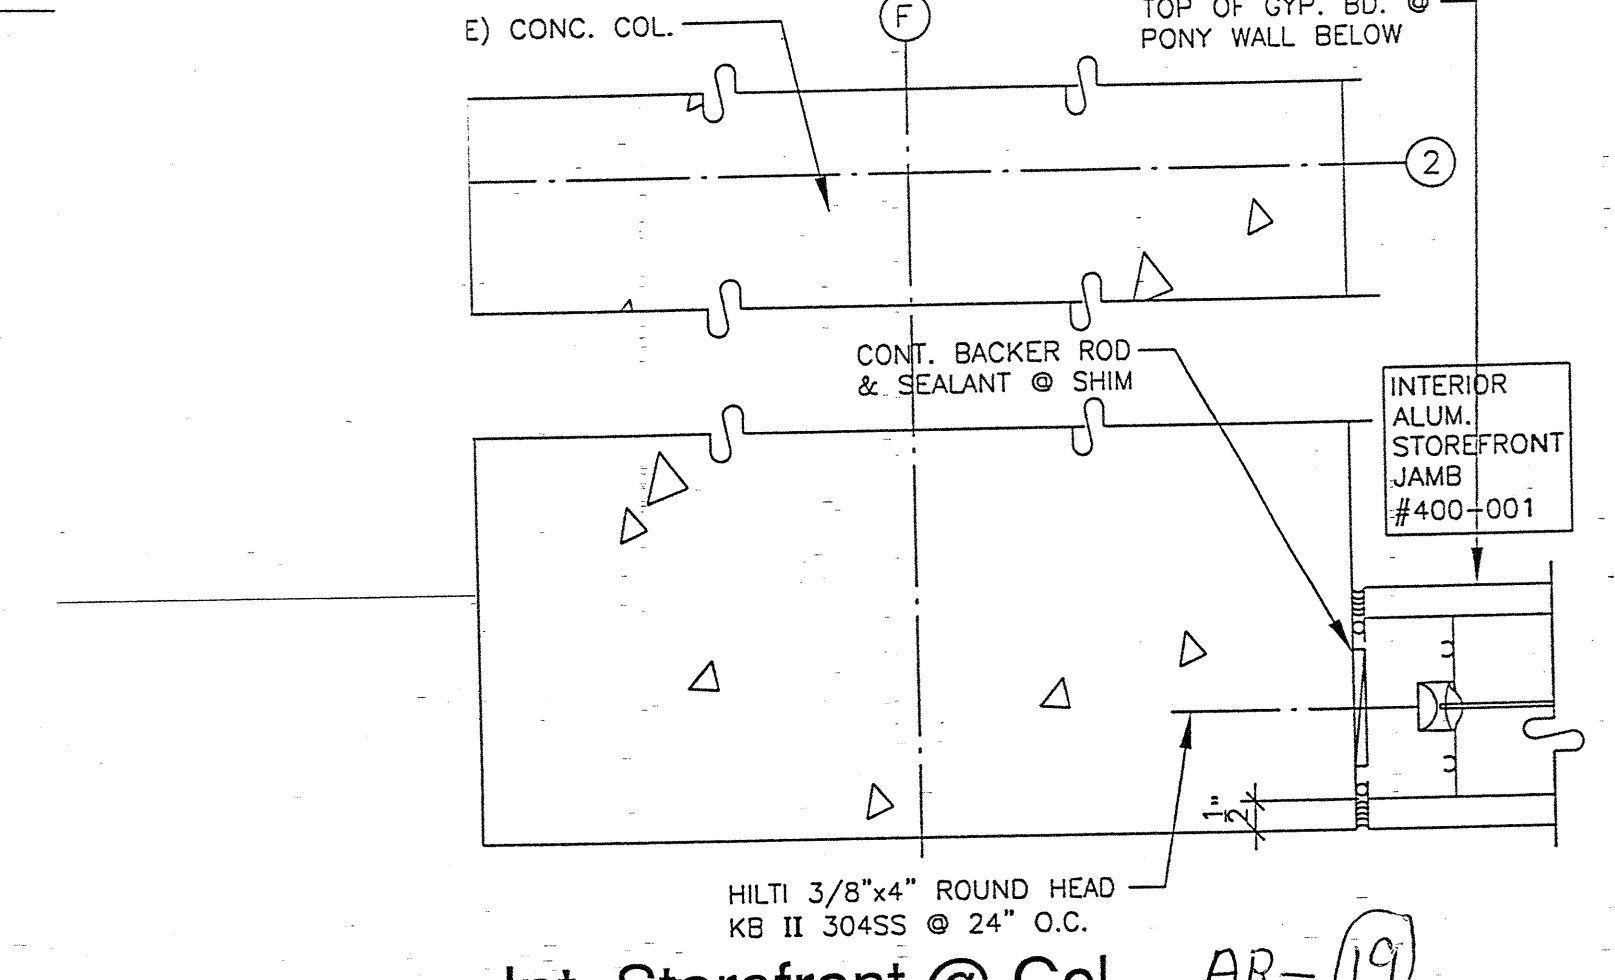 E) CONC. COL.
F
TOP OF GYP. BD. @
PONY WALL BELOW
2
CONT. BACKER ROD
& SEALANT @ SHIM
INTERIOR
ALUM.
STOREFRONT
JAMB
#400-001
1"
2
HILTI 3/8"x4" ROUND HEAD
KB II 304SS @ 24" O.C.
Int. Storefront @ Col.
AR-19